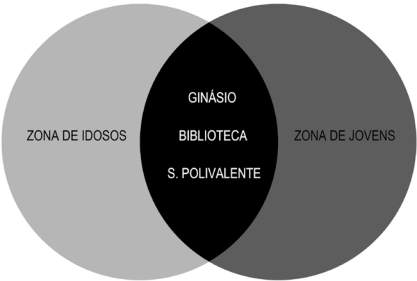 GINÁSIO
ZONA DE IDOSOS
BIBLIOTECA
ZONA DE JOVENS
S. POLIVALENTE